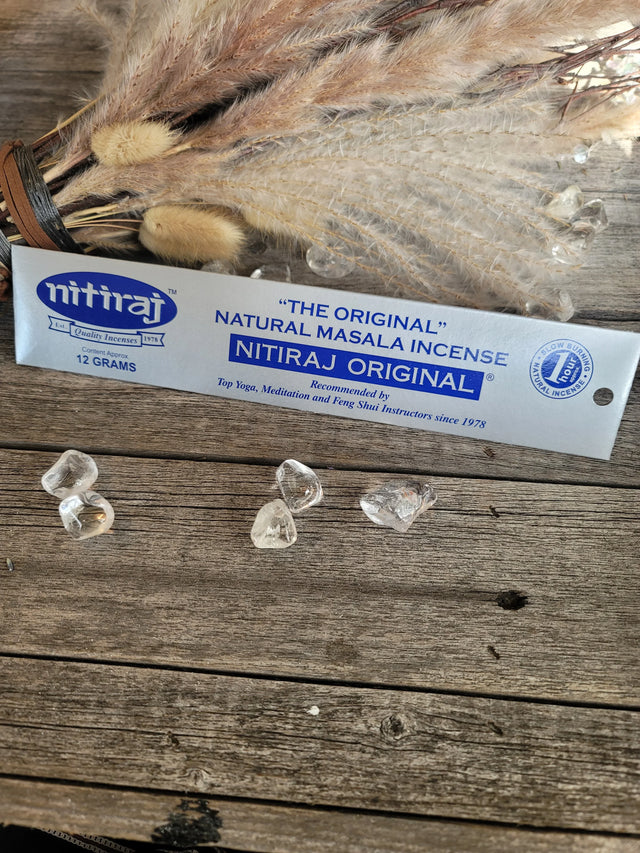 nitiraj TM
Est. Quality Incenses 1978
Content Approx.
12 GRAMS
"THE ORIGINAL"
NATURAL MASALA INCENSE
NITIRAJ ORIGINAL ®
Recommended by
Top Yoga, Meditation and Feng Shui Instructors since 1978
SLOW BURNING
1 hour
NATURAL INCENSE